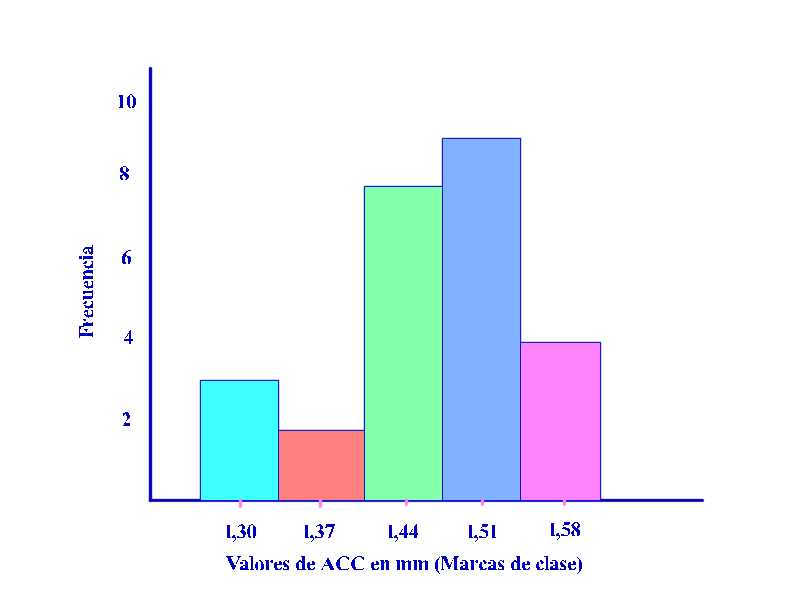 10
8
6
4
2
Frecuencia
1,30 1,37 1,44 1,51 1,58
Valores de ACC en mm (Marcas de clase)